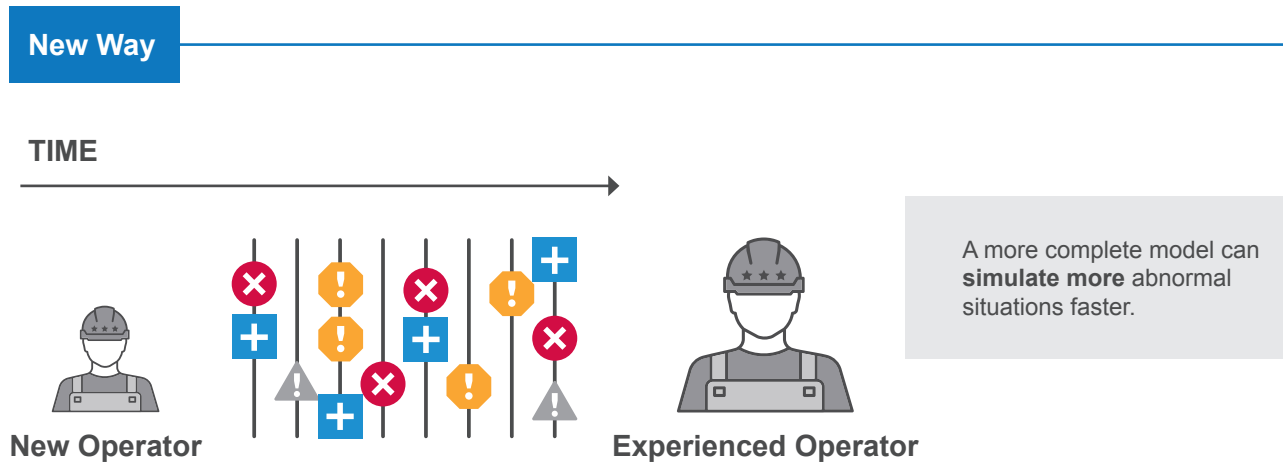 New Way
TIME
A more complete model can
simulate more abnormal
situations faster.
New Operator
Experienced Operator